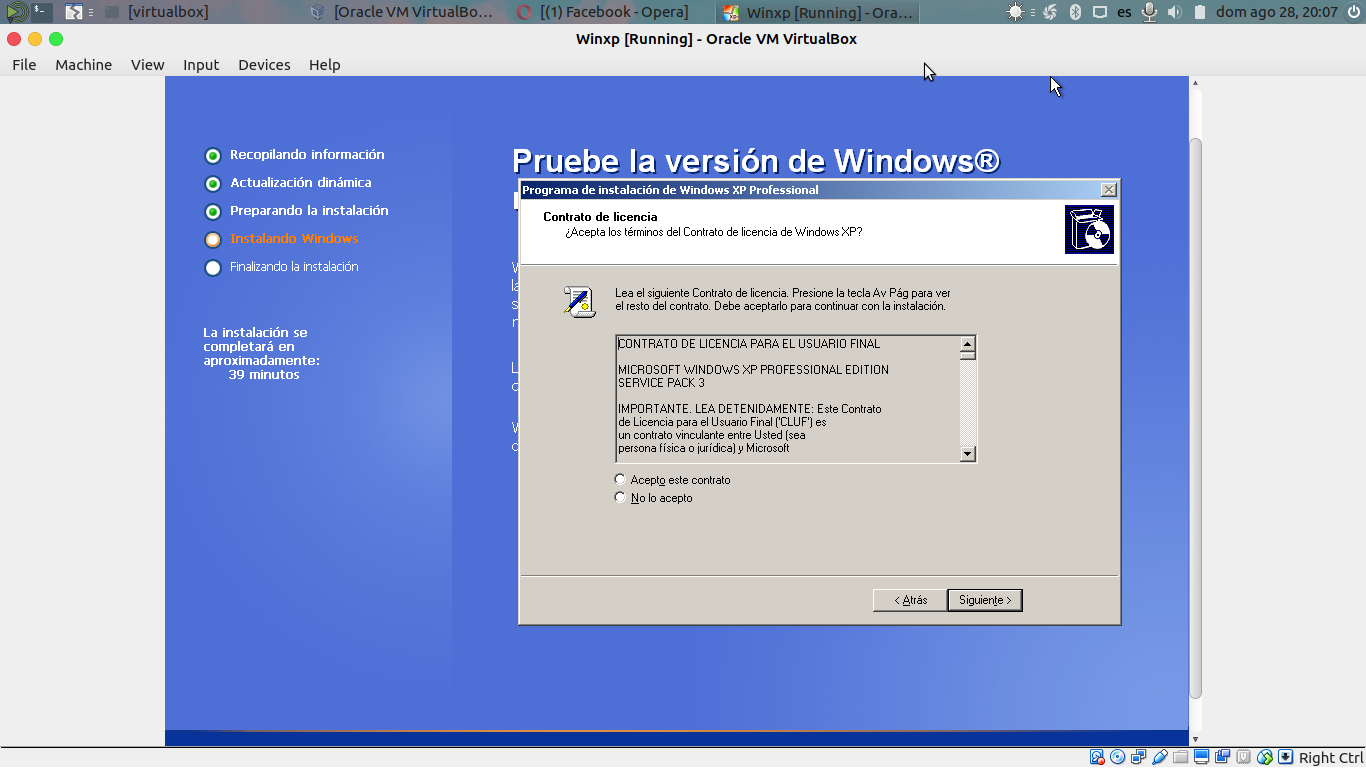 [virtualbox]
[Oracle VM VirtualBo...
[(1) Facebook - Opera]
Winxp [Running] - Ora...
es
dom ago 28, 20:07
Winxp [Running] - Oracle VM VirtualBox
File Machine View Input Devices Help
Recopilando información
Actualización dinámica
Preparando la instalación
Instalando Windows
Finalizando la instalación
La instalación se
completará en
aproximadamente:
39 minutos
Pruebe la versión de Windows®
Programa de instalación de Windows XP Professional
Contrato de licencia
¿Acepta los términos del Contrato de licencia de Windows XP?
Lea el siguiente Contrato de licencia. Presione la tecla Av Pág para ver
el resto del contrato. Debe aceptarlo para continuar con la instalación.
CONTRATO DE LICENCIA PARA EL USUARIO FINAL
MICROSOFT WINDOWS XP PROFESSIONAL EDITION
SERVICE PACK 3
IMPORTANTE. LEA DETENIDAMENTE: Este Contrato
de Licencia para el Usuario Final ('CLUF') es
un contrato vinculante entre Usted (sea
persona física o jurídica) y Microsoft
Acepto este contrato
No lo acepto
< Atrás
Siguiente >
Right Ctrl